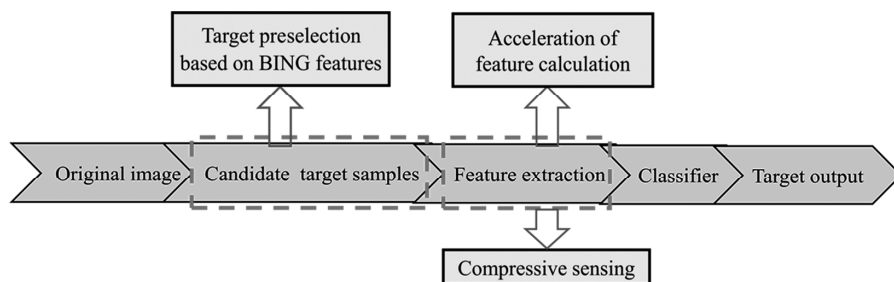 Target preselection
based on BING features
Acceleration of
feature calculation
Original image
Candidate target samples
Feature extraction
Classifier
Target output
Compressive sensing